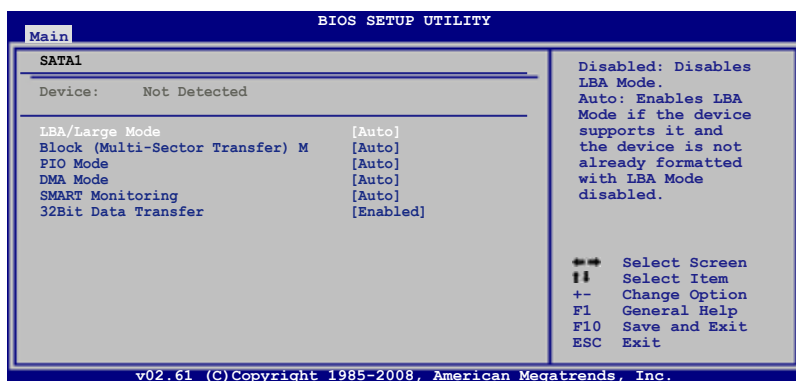 BIOS SETUP UTILITY
Main
SATA1
Device: Not Detected
LBA/Large Mode [Auto]
Block (Multi-Sector Transfer) M [Auto]
PIO Mode [Auto]
DMA Mode [Auto]
SMART Monitoring [Auto]
32Bit Data Transfer [Enabled]
Disabled: Disables
LBA Mode.
Auto: Enables LBA
Mode if the device
supports it and
the device is not
already formatted
with LBA Mode
disabled.
←→ Select Screen
↑↓ Select Item
+- Change Option
F1 General Help
F10 Save and Exit
ESC Exit
v02.61 (C)Copyright 1985-2008, American Megatrends, Inc.